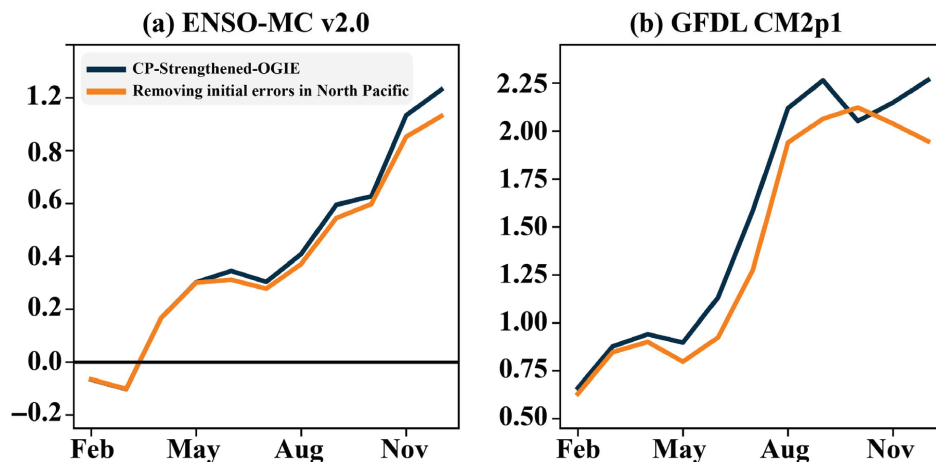 (a) ENSO-MC v2.0
CP-Strengthened-OGIE
Removing initial errors in North Pacific
1.2
0.8
0.6
0.4
0.2
0.0
−0.2
Feb May Aug Nov
(b) GFDL CM2p1
2.25
2.00
1.75
1.50
1.25
1.00
0.75
0.50
Feb May Aug Nov